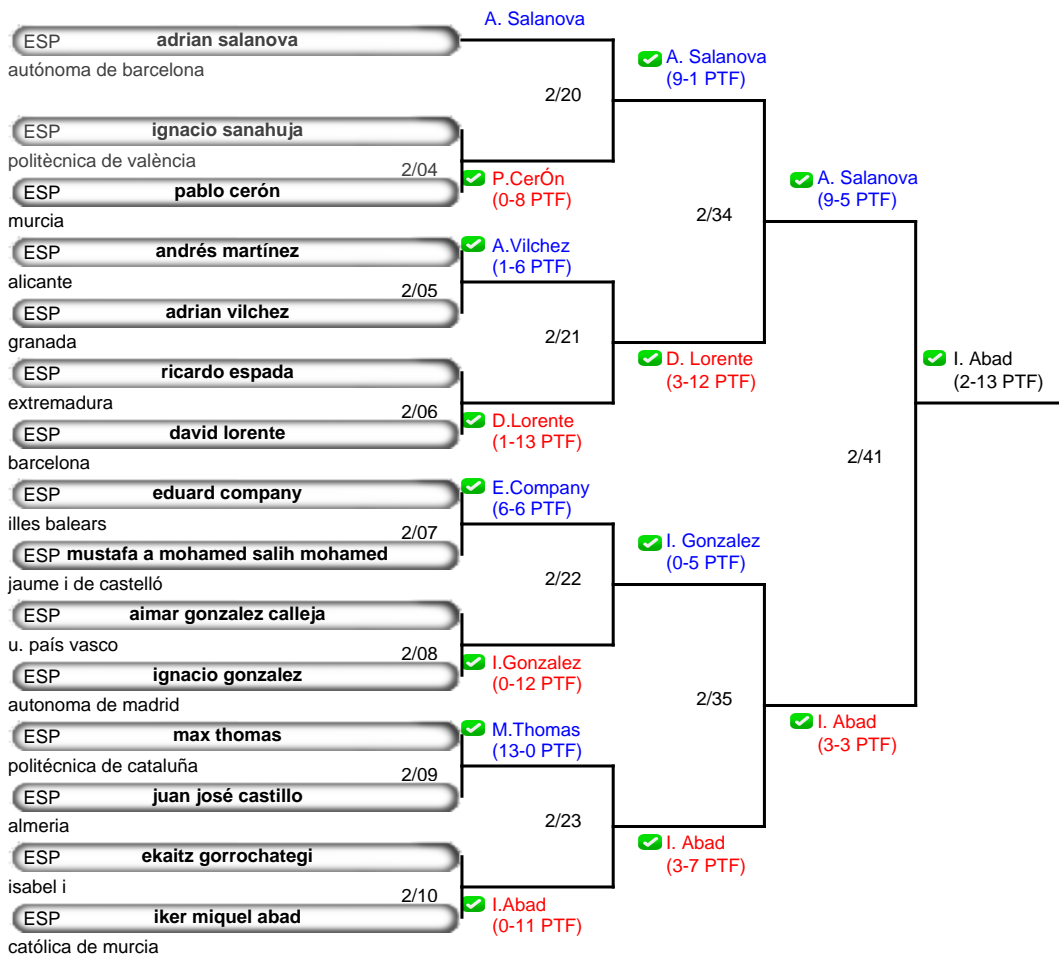 A. Salanova
ESP adrian salanova
autónoma de barcelona
A. Salanova
(9-1 PTF)
2/20
ESP ignacio sanahuja
politècnica de valència
2/04
P.CerÓn
(0-8 PTF)
ESP pablo cerón
murcia
A. Salanova
(9-5 PTF)
2/34
ESP andrés martínez
alicante
A.Vilchez
(1-6 PTF)
2/05
ESP adrian vilchez
granada
2/21
D. Lorente
(3-12 PTF)
I. Abad
(2-13 PTF)
ESP ricardo espada
extremadura
2/06
D.Lorente
(1-13 PTF)
ESP david lorente
barcelona
2/41
ESP eduard company
illes balears
E.Company
(6-6 PTF)
2/07
ESP mustafa a mohamed salih mohamed
jaume i de castelló
I. Gonzalez
(0-5 PTF)
2/22
ESP aimar gonzalez calleja
u. país vasco
2/08
I.Gonzalez
(0-12 PTF)
ESP ignacio gonzalez
autonoma de madrid
2/35
I. Abad
(3-3 PTF)
ESP max thomas
politécnica de cataluña
M.Thomas
(13-0 PTF)
2/09
ESP juan josé castillo
almeria
2/23
I. Abad
(3-7 PTF)
ESP ekaitz gorrochategi
isabel i
2/10
I.Abad
(0-11 PTF)
ESP iker miquel abad
católica de murcia